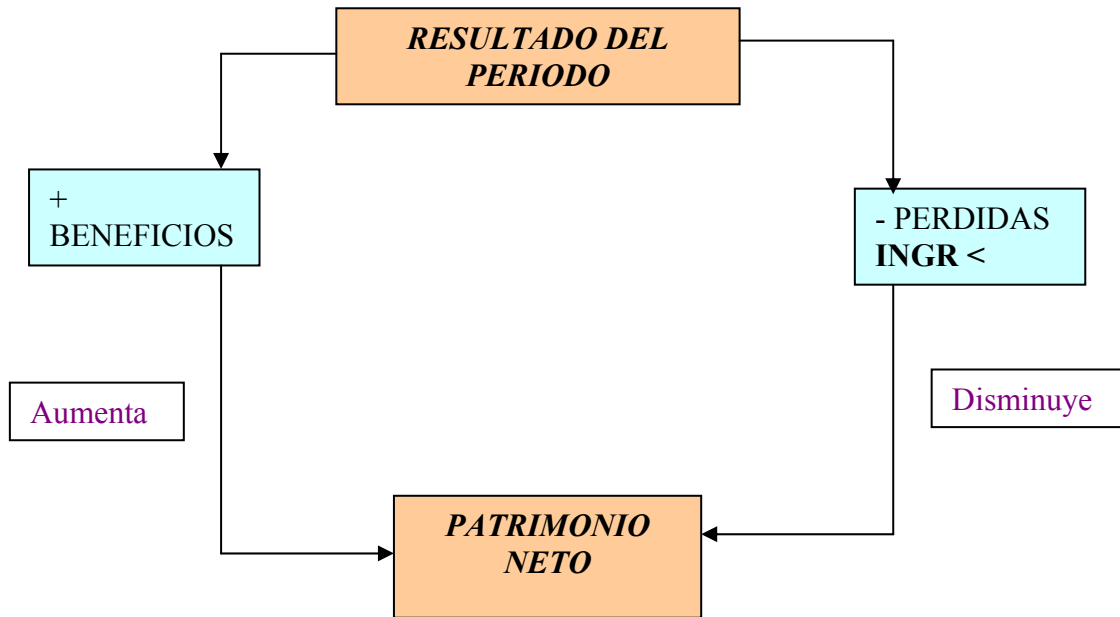 RESULTADO DEL
PERIODO
+
BENEFICIOS
- PERDIDAS
INGR <
Aumenta
Disminuye
PATRIMONIO
NETO